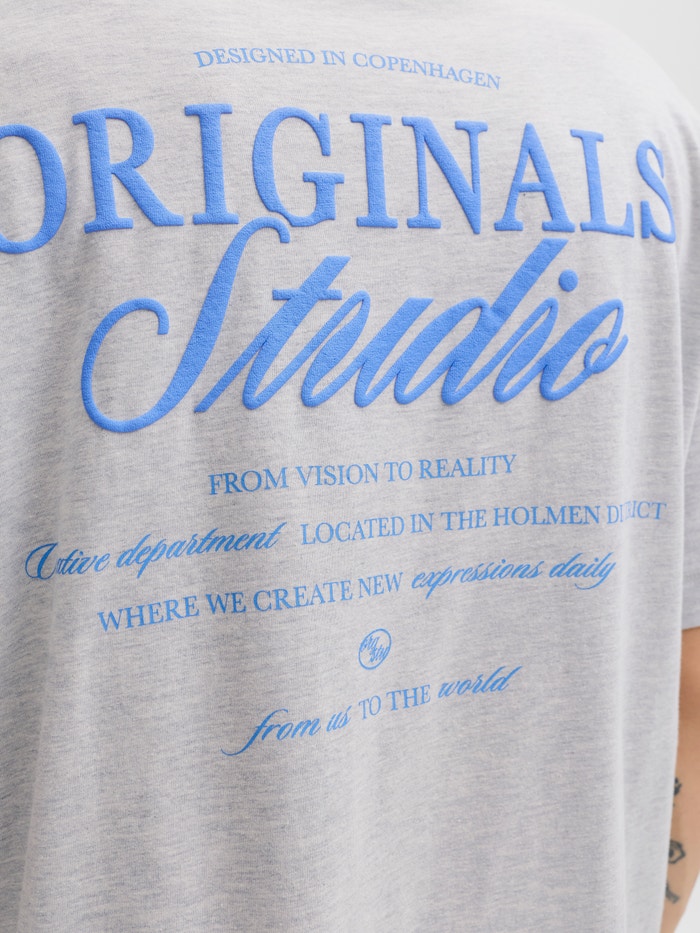 DESIGNED IN COPENHAGEN
ORIGINALS
Studio
FROM VISION TO REALITY
department LOCATED IN THE HOLMEN
WHERE WE CREATE NEW expressions daily
from us TO THE world